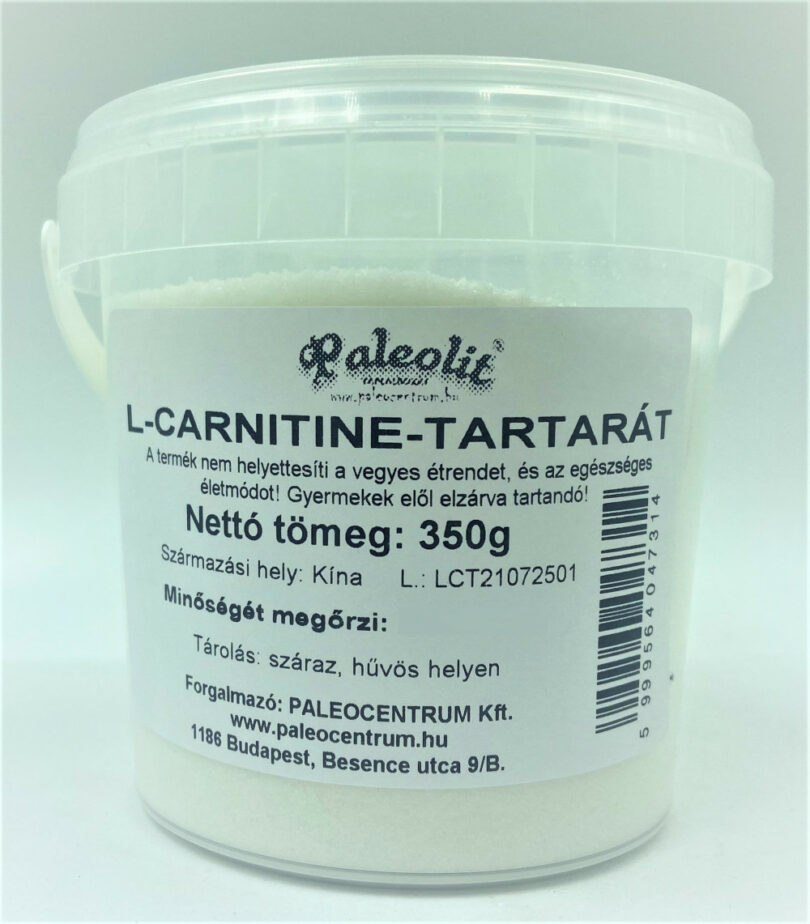 Paleolit
www.paleocentrum.hu
L-CARNITINE-TARTARÁT
A termék nem helyettesíti a vegyes étrendet, és az egészséges
életmódot! Gyermekek elől elzárva tartandó!
Nettó tömeg: 350g
Származási hely: Kína L.: LCT21072501
Minőségét megőrzi:
Tárolás: száraz, hűvös helyen
Forgalmazó: PALEOCENTRUM Kft.
www.paleocentrum.hu
1186 Budapest, Besence utca 9/B.
5 999564 047314